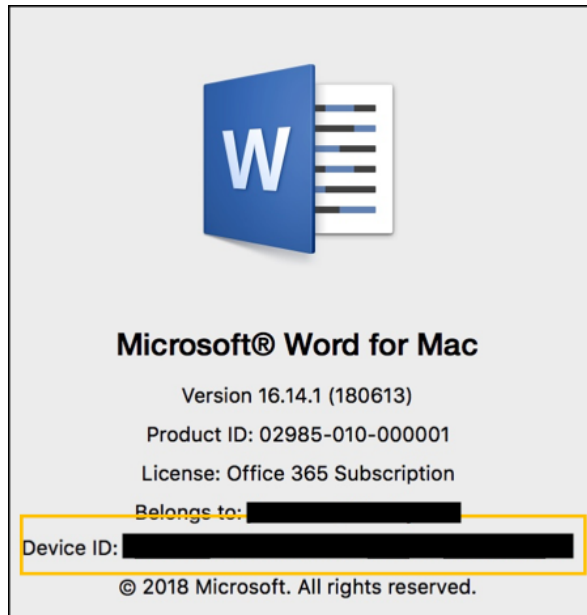 W
Microsoft® Word for Mac
Version 16.14.1 (180613)
Product ID: 02985-010-000001
License: Office 365 Subscription
Belongs to:
Device ID:
© 2018 Microsoft. All rights reserved.